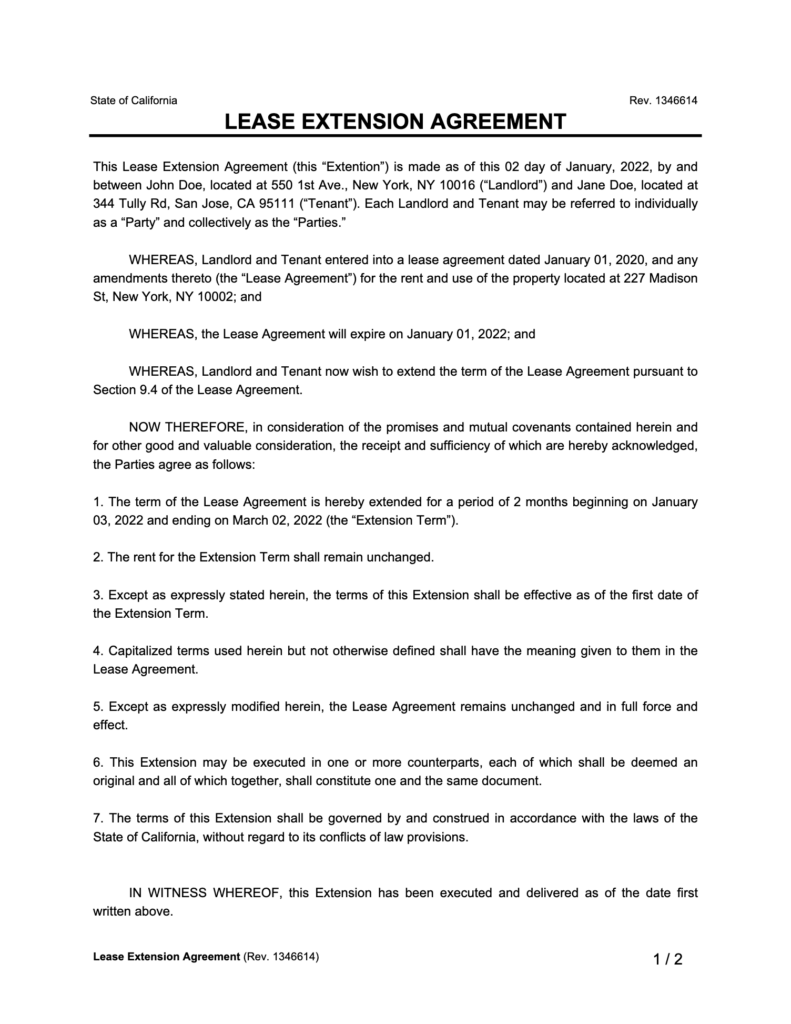 State of California Rev. 1346614
LEASE EXTENSION AGREEMENT
This Lease Extension Agreement (this “Extention”) is made as of this 02 day of January, 2022, by and
between John Doe, located at 550 1st Ave., New York, NY 10016 (“Landlord”) and Jane Doe, located at
344 Tully Rd, San Jose, CA 95111 (“Tenant”). Each Landlord and Tenant may be referred to individually
as a “Party” and collectively as the “Parties.”
WHEREAS, Landlord and Tenant entered into a lease agreement dated January 01, 2020, and any
amendments thereto (the “Lease Agreement”) for the rent and use of the property located at 227 Madison
St, New York, NY 10002; and
WHEREAS, the Lease Agreement will expire on January 01, 2022; and
WHEREAS, Landlord and Tenant now wish to extend the term of the Lease Agreement pursuant to
Section 9.4 of the Lease Agreement.
NOW THEREFORE, in consideration of the promises and mutual covenants contained herein and
for other good and valuable consideration, the receipt and sufficiency of which are hereby acknowledged,
the Parties agree as follows:
1. The term of the Lease Agreement is hereby extended for a period of 2 months beginning on January
03, 2022 and ending on March 02, 2022 (the “Extension Term”).
2. The rent for the Extension Term shall remain unchanged.
3. Except as expressly stated herein, the terms of this Extension shall be effective as of the first date of
the Extension Term.
4. Capitalized terms used herein but not otherwise defined shall have the meaning given to them in the
Lease Agreement.
5. Except as expressly modified herein, the Lease Agreement remains unchanged and in full force and
effect.
6. This Extension may be executed in one or more counterparts, each of which shall be deemed an
original and all of which together, shall constitute one and the same document.
7. The terms of this Extension shall be governed by and construed in accordance with the laws of the
State of California, without regard to its conflicts of law provisions.
IN WITNESS WHEREOF, this Extension has been executed and delivered as of the date first
written above.
Lease Extension Agreement (Rev. 1346614) 1 / 2